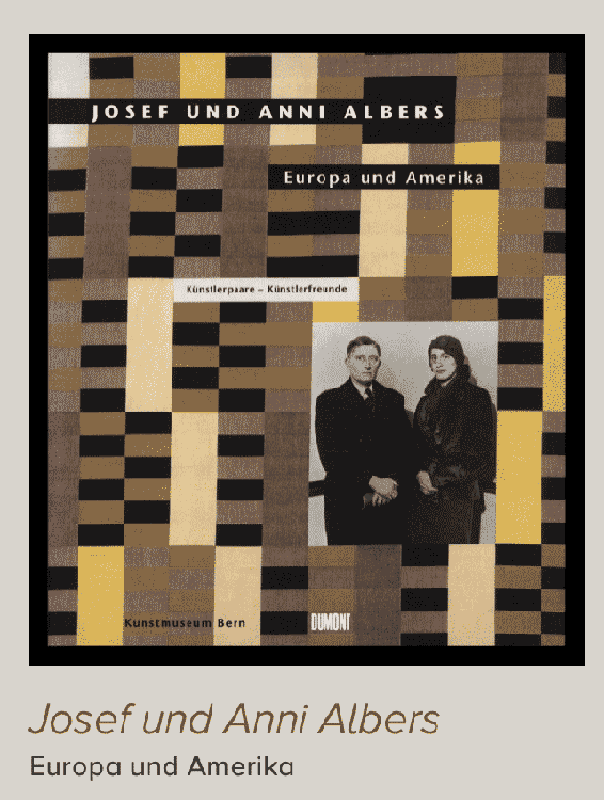 JOSEF UND ANNI ALBERS
Europa und Amerika
Künstlerpaare – Künstlerfreunde
Kunstmuseum Bern
DUMONT
Josef und Anni Albers
Europa und Amerika